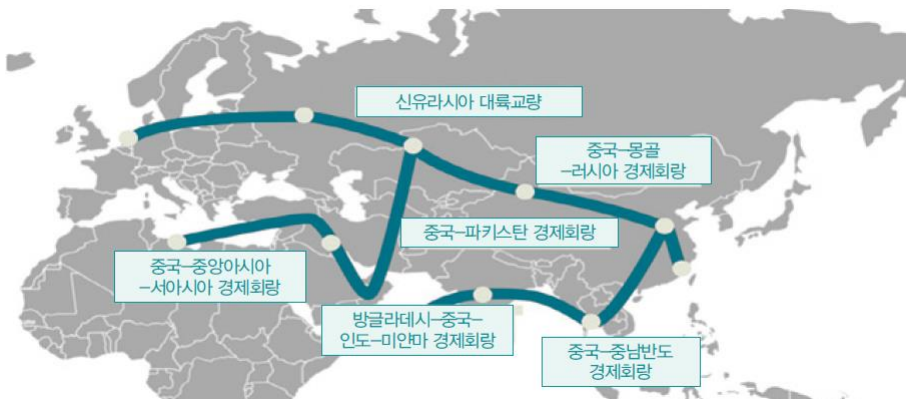 신유라시아 대륙교량
중국–몽골
–러시아 경제회랑
중국–파키스탄 경제회랑
중국–중앙아시아
–서아시아 경제회랑
방글라데시–중국–
인도–미얀마 경제회랑
중국–중남반도
경제회랑